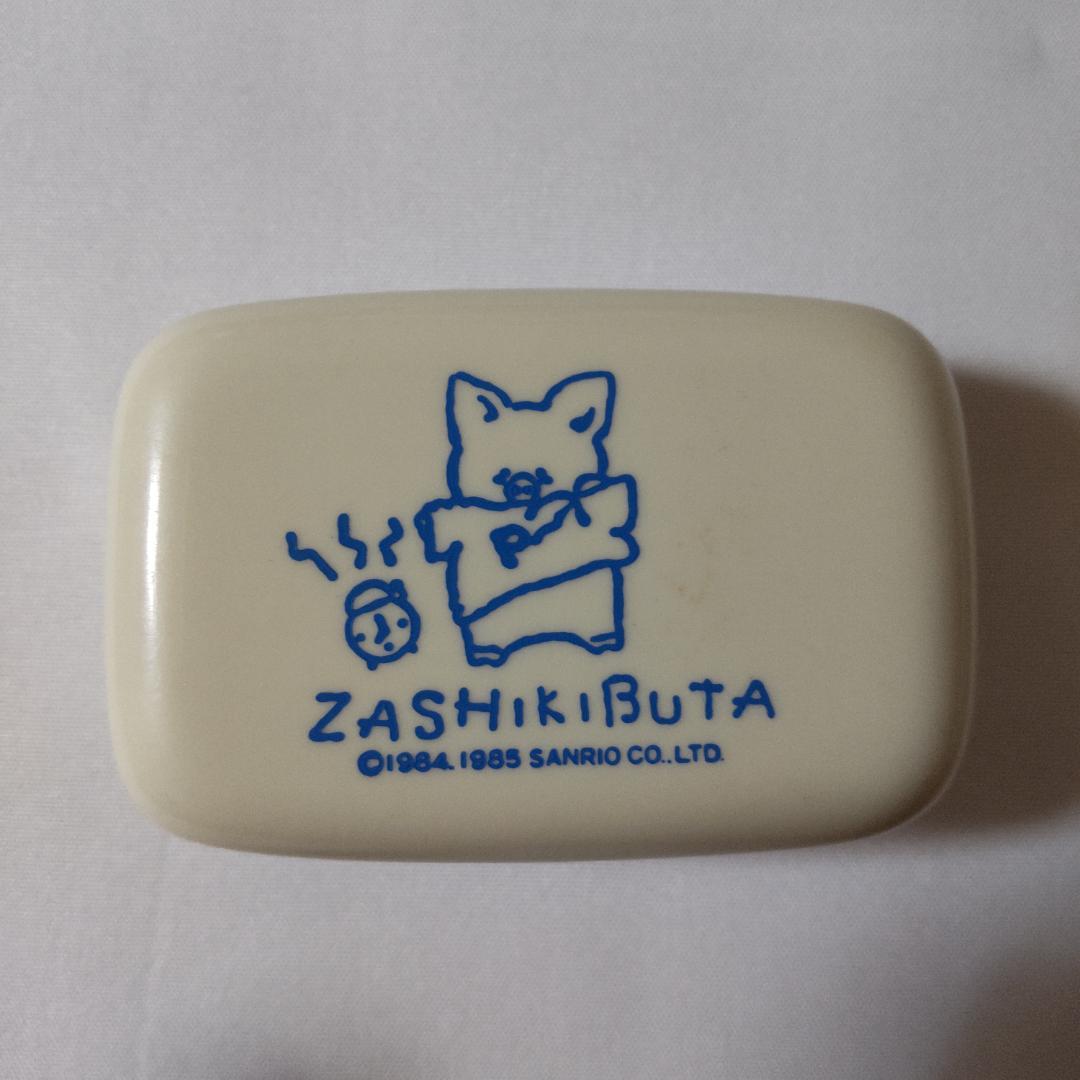 P
ZASHIKIBUTA
©1984.1985 SANRIO CO.,LTD.